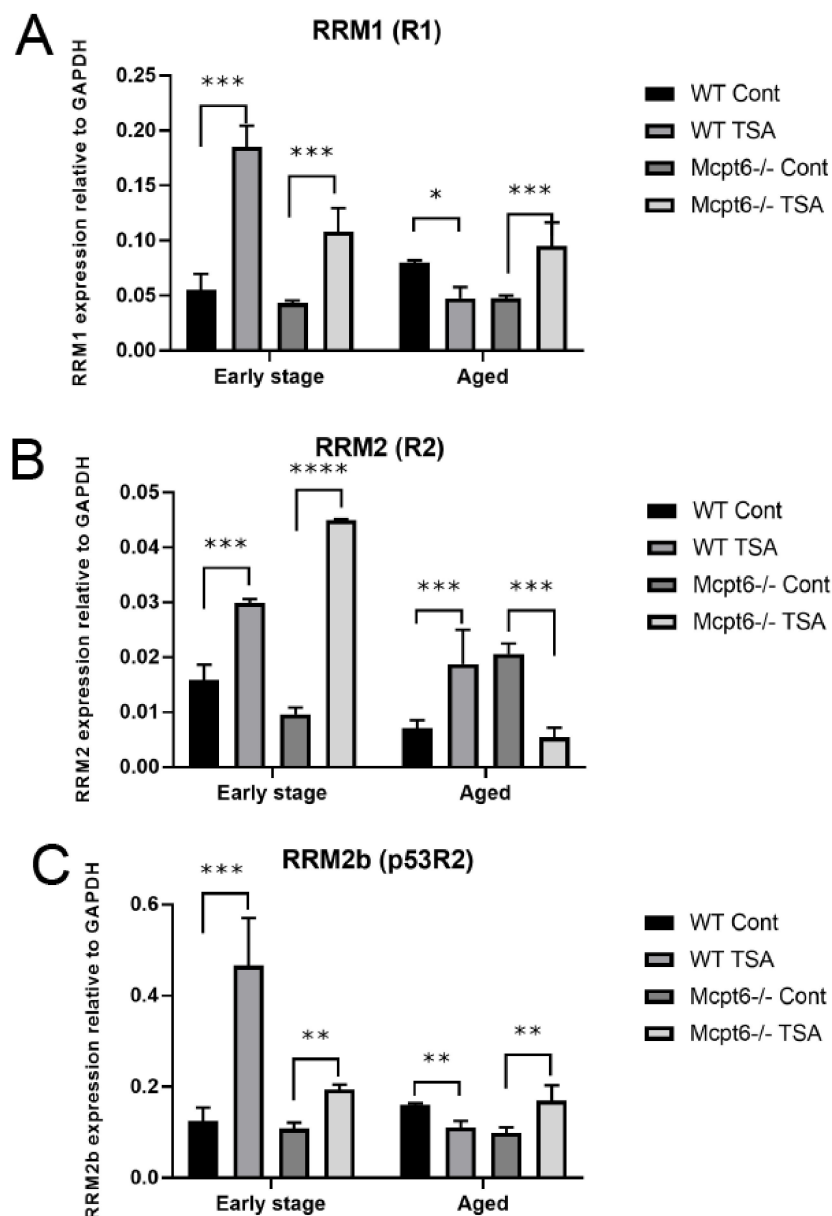 A
RRM1 (R1)
RRM1 expression relative to GAPDH
0.25
0.20
0.15
0.10
0.05
0.00
***
***
*
***
Early stage
Aged
WT Cont
WT TSA
Mcpt6-/- Cont
Mcpt6-/- TSA
B
RRM2 (R2)
RRM2 expression relative to GAPDH
0.05
0.04
0.03
0.02
0.01
0.00
***
****
***
***
Early stage
Aged
WT Cont
WT TSA
Mcpt6-/- Cont
Mcpt6-/- TSA
C
RRM2b (p53R2)
RRM2b expression relative to GAPDH
0.6
0.4
0.2
0.0
***
**
**
**
Early stage
Aged
WT Cont
WT TSA
Mcpt6-/- Cont
Mcpt6-/- TSA